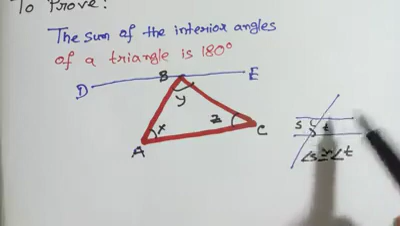 To Prove:
The sum of the interior angles
of a triangle is 180°
D B E
y
x z
A C
s t
∠s ≅ ∠t